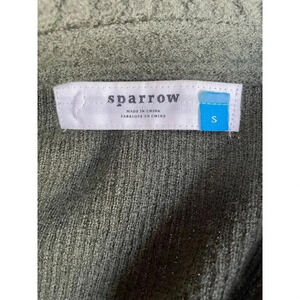 sparrow
MADE IN CHINA
FABRIQUÉ EN CHINE
S